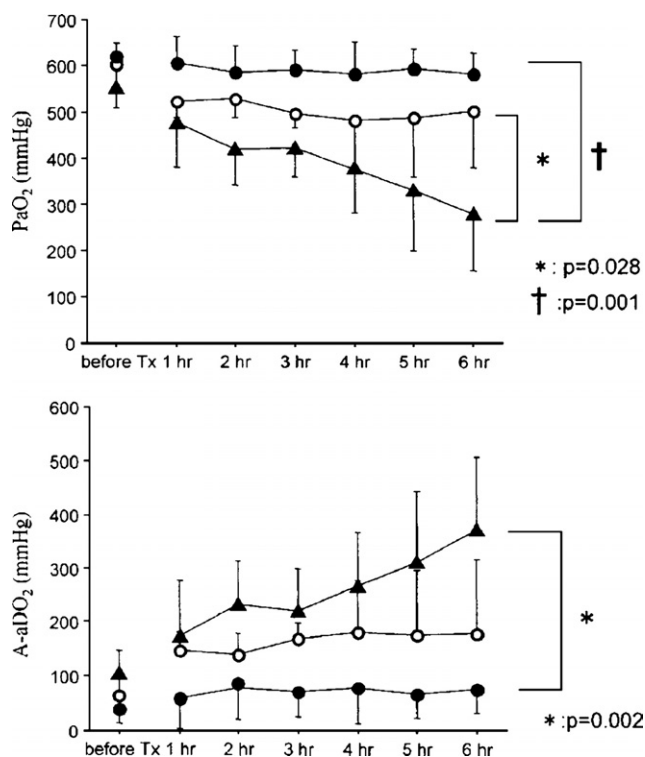 700
600
500
400
300
200
100
0
PaO2 (mmHg)
before Tx 1 hr 2 hr 3 hr 4 hr 5 hr 6 hr
*
†
* : p=0.028
† :p=0.001
600
500
400
300
200
100
0
A-aDO2 (mmHg)
before Tx 1 hr 2 hr 3 hr 4 hr 5 hr 6 hr
*
* :p=0.002